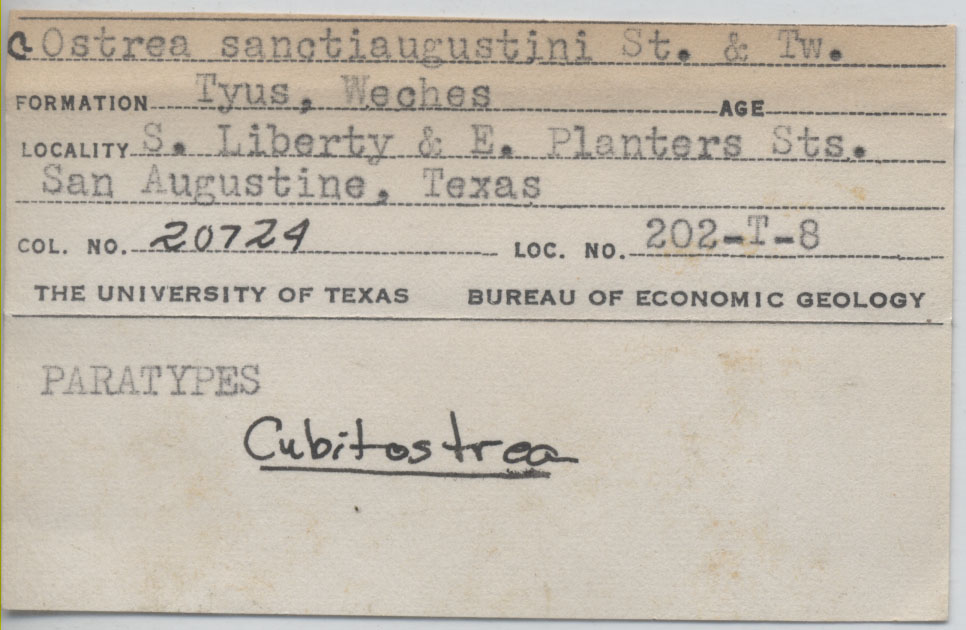 a Ostrea sanctiaugustini St. & Tw.
FORMATION Tyus, Weches AGE
LOCALITY S. Liberty & E. Planters Sts.
San Augustine, Texas
COL. NO. 20724 LOC. NO. 202-T-8
THE UNIVERSITY OF TEXAS BUREAU OF ECONOMIC GEOLOGY
PARATYPES
Cubitostrea